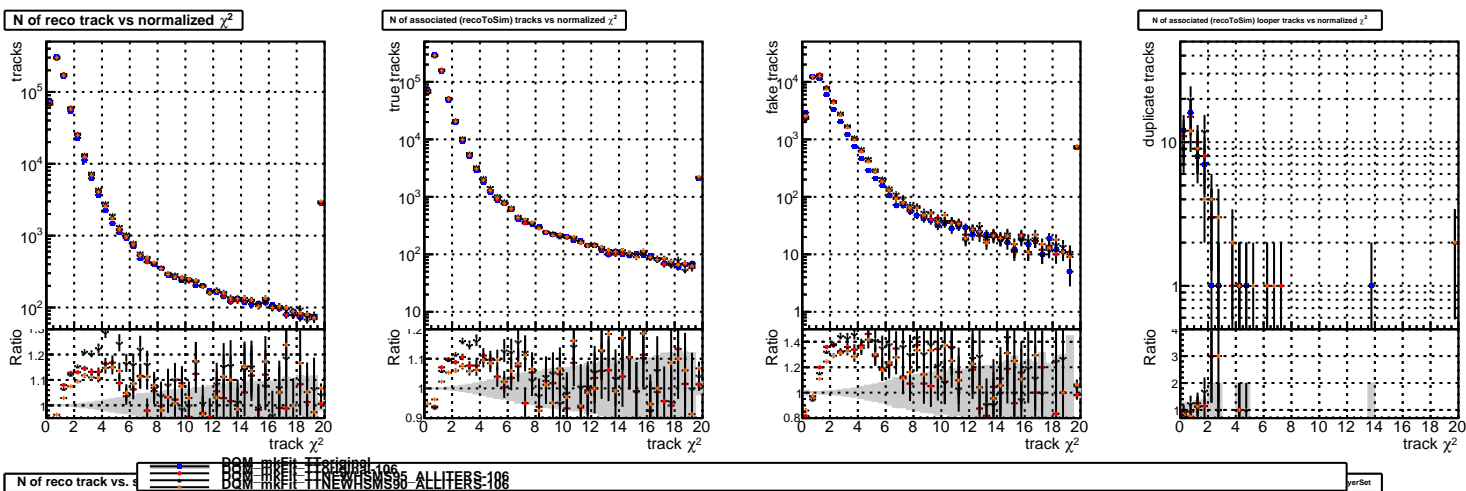 N of reco track vs normalized χ²
N of associated (recoToSim) tracks vs normalized χ²
N of associated (recoToSim) looper tracks vs normalized χ²
tracks
10⁵
10⁴
10³
10²
Ratio
1.3
1.2
1.1
0 2 4 6 8 10 12 14 16 18 20
track χ²
true tracks
10⁵
10⁴
10³
10²
10
Ratio
1.2
1.1
1
0.9
0 2 4 6 8 10 12 14 16 18 20
track χ²
fake tracks
10⁴
10³
10²
10
1
Ratio
1.4
1.2
1
0.8
0 2 4 6 8 10 12 14 16 18 20
track χ²
duplicate tracks
10
1
Ratio
4
3
2
1
0 2 4 6 8 10 12 14 16 18 20
track χ²
DQM_mkFit_TToriginal
DQM_mkFit_TTNEWHSMS95_ALLITERS-106
DQM_mkFit_TTNEWHSMS90_ALLITERS-106
N of reco track vs. s
yerSet